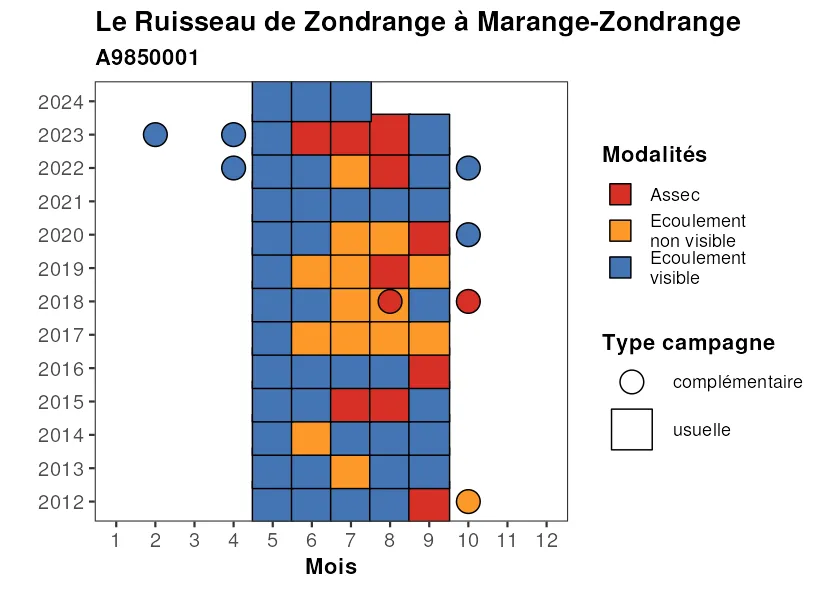 Le Ruisseau de Zondrange à Marange-Zondrange
A9850001
2024
2023
2022
2021
2020
2019
2018
2017
2016
2015
2014
2013
2012
1 2 3 4 5 6 7 8 9 10 11 12
Mois
Modalités
Assec
Ecoulement
non visible
Ecoulement
visible
Type campagne
complémentaire
usuelle